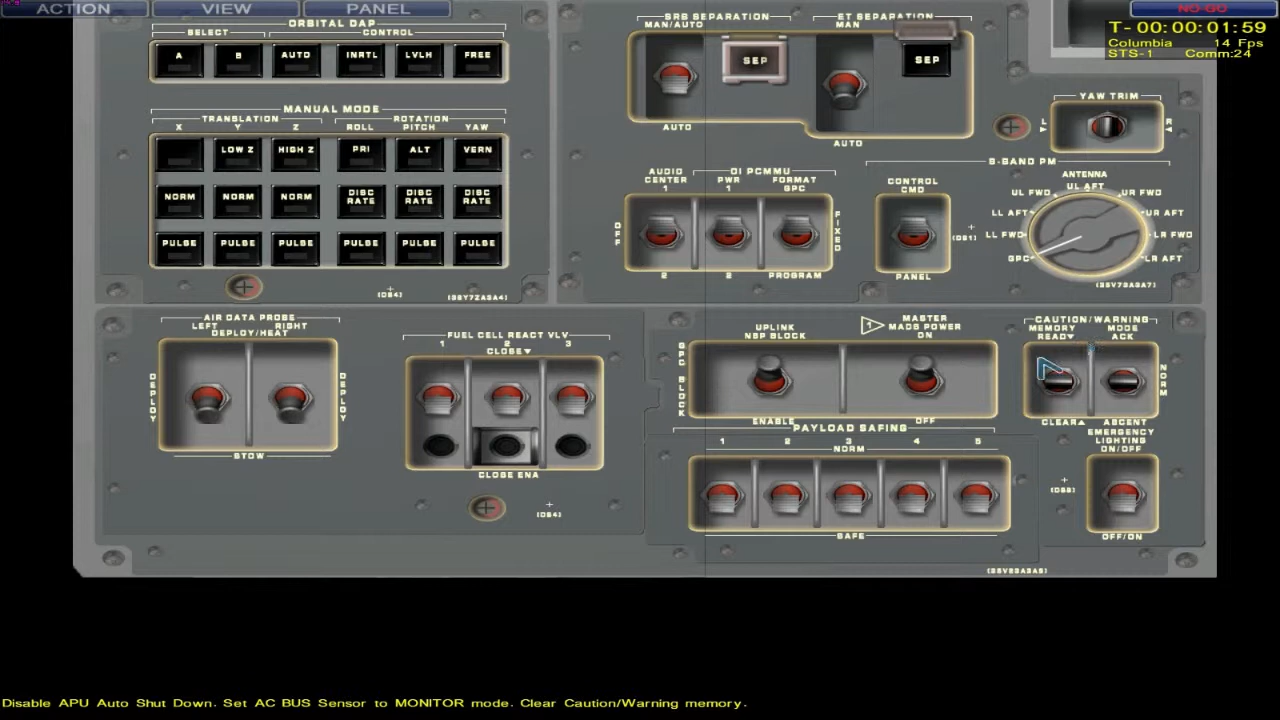 ACTION VIEW PANEL
NO-GO
T- 00:00:01:59
Columbia 14 Fps
STS-1 Comm:24
ORBITAL DAP
SELECT CONTROL
A B AUTO INRTL LVLH FREE
MANUAL MODE
TRANSLATION ROTATION
X Y Z ROLL PITCH YAW
LOW Z HIGH Z PRI ALT VERN
NORM NORM NORM DISC RATE DISC RATE DISC RATE
PULSE PULSE PULSE PULSE PULSE PULSE
SRB SEPARATION ET SEPARATION
MAN/AUTO MAN
SEP SEP
AUTO AUTO
YAW TRIM
L R
AUDIO CENTER OI PCMMU
1 PWR 1 FORMAT GPC
OFF FIXED
2 2 PROGRAM
CONTROL CMD
PANEL
S-BAND PM
ANTENNA
UL FWD UL AFT UR FWD
LL AFT UR AFT
LL FWD LR FWD
GPC LR AFT
AIR DATA PROBE
LEFT RIGHT
DEPLOY/HEAT
DEPLOY DEPLOY
STOW
FUEL CELL REACT VLV
1 2 3
CLOSE▼
CLOSE ENA
UPLINK NSP BLOCK
1 MASTER MADS POWER ON
GPC BLOCK
ENABLE OFF
CAUTION/WARNING
MEMORY MODE
READ▼ ACK
NORM
CLEAR▲ ASCENT
PAYLOAD SAFING
1 2 3 4 5
NORM
SAFE
EMERGENCY LIGHTING
ON/OFF
OFF/ON
Disable APU Auto Shut Down. Set AC BUS Sensor to MONITOR mode. Clear Caution/Warning memory.